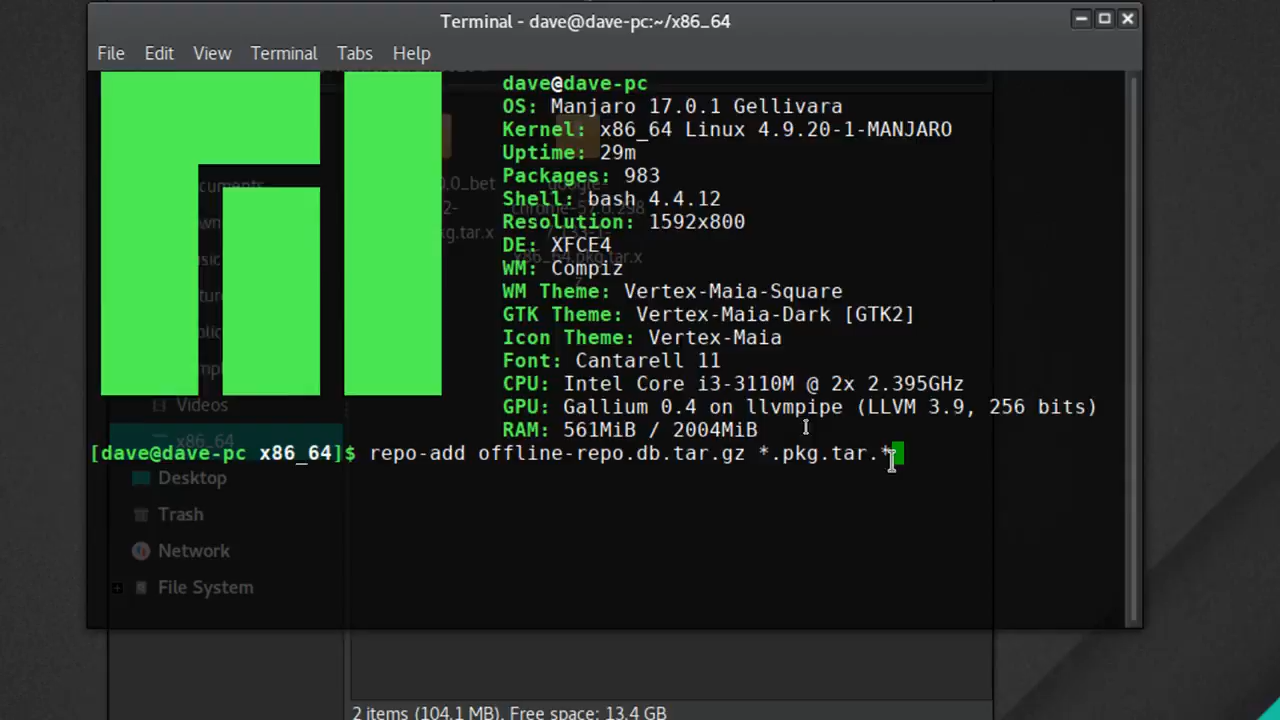 Terminal - dave@dave-pc:~/x86_64
File Edit View Terminal Tabs Help
dave@dave-pc
OS: Manjaro 17.0.1 Gellivara
Kernel: x86_64 Linux 4.9.20-1-MANJARO
Uptime: 29m
Packages: 983
Shell: bash 4.4.12
Resolution: 1592x800
DE: XFCE4
WM: Compiz
WM Theme: Vertex-Maia-Square
GTK Theme: Vertex-Maia-Dark [GTK2]
Icon Theme: Vertex-Maia
Font: Cantarell 11
CPU: Intel Core i3-3110M @ 2x 2.395GHz
GPU: Gallium 0.4 on llvmpipe (LLVM 3.9, 256 bits)
RAM: 561MiB / 2004MiB
[dave@dave-pc x86_64]$ repo-add offline-repo.db.tar.gz *.pkg.tar.*
Videos
x86_64
Desktop
Trash
Network
File System
2 items (104.1 MB), Free space: 13.4 GB